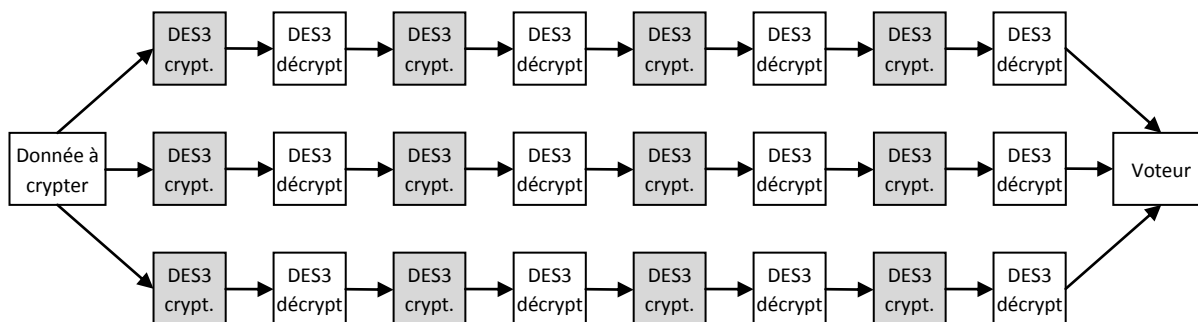 DES3
crypt.
DES3
décrypt
DES3
crypt.
DES3
décrypt
DES3
crypt.
DES3
décrypt
DES3
crypt.
DES3
décrypt
Donnée à
crypter
DES3
crypt.
DES3
décrypt
DES3
crypt.
DES3
décrypt
DES3
crypt.
DES3
décrypt
DES3
crypt.
DES3
décrypt
Voteur
DES3
crypt.
DES3
décrypt
DES3
crypt.
DES3
décrypt
DES3
crypt.
DES3
décrypt
DES3
crypt.
DES3
décrypt